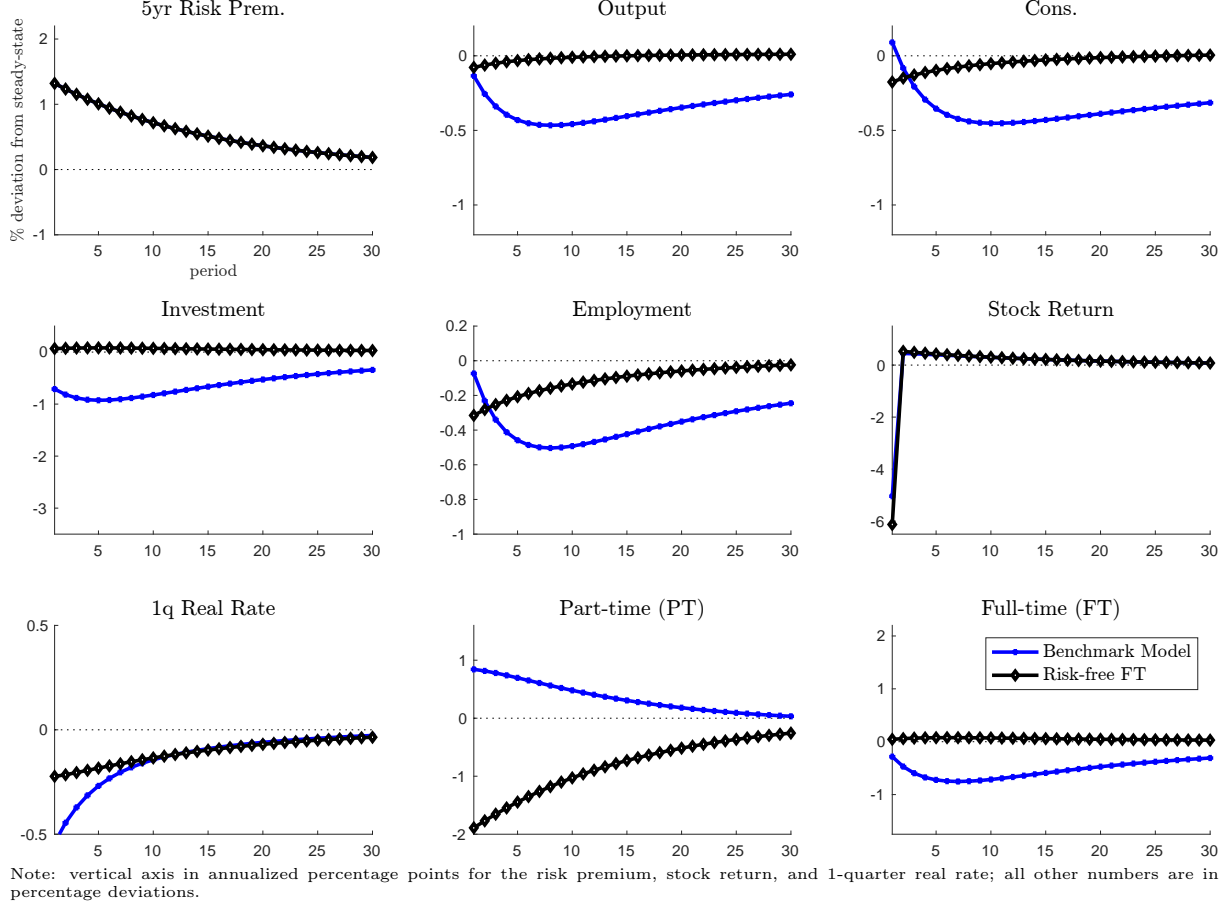 5yr Risk Prem.
Output
Cons.
% deviation from steady-state
2
1
0
-1
5 10 15 20 25 30
period
0
-0.5
-1
5 10 15 20 25 30
0
-0.5
-1
5 10 15 20 25 30
Investment
Employment
Stock Return
0
-1
-2
-3
5 10 15 20 25 30
0.2
0
-0.2
-0.4
-0.6
-0.8
-1
5 10 15 20 25 30
0
-2
-4
-6
5 10 15 20 25 30
1q Real Rate
Part-time (PT)
Full-time (FT)
0.5
0
-0.5
5 10 15 20 25 30
1
0
-1
-2
5 10 15 20 25 30
2
1
0
-1
5 10 15 20 25 30
Benchmark Model
Risk-free FT
Note: vertical axis in annualized percentage points for the risk premium, stock return, and 1-quarter real rate; all other numbers are in
percentage deviations.